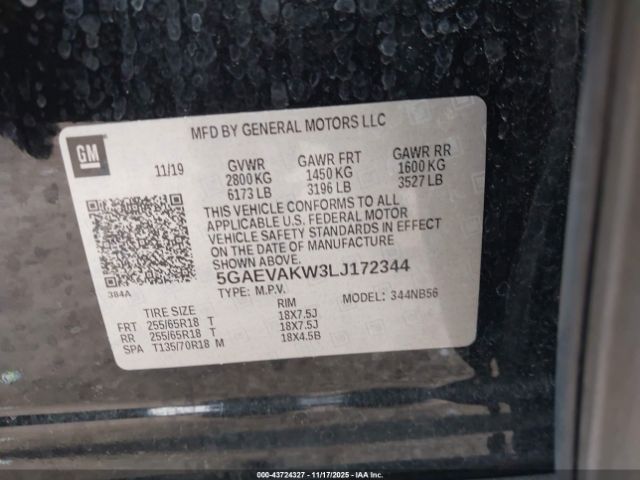 MFD BY GENERAL MOTORS LLC
GM
11/19
GVWR GAWR FRT GAWR RR
2800 KG 1450 KG 1600 KG
6173 LB 3196 LB 3527 LB
THIS VEHICLE CONFORMS TO ALL
APPLICABLE U.S. FEDERAL MOTOR
VEHICLE SAFETY STANDARDS IN EFFECT
ON THE DATE OF MANUFACTURE
SHOWN ABOVE.
5GAEVAKW3LJ172344
384A
TYPE: M.P.V. MODEL: 344NB56
TIRE SIZE RIM
FRT 255/65R18 T 18X7.5J
RR 255/65R18 T 18X7.5J
SPA T135/70R18 M 18X4.5B
000-43724327 - 11/17/2025 - IAA Inc.